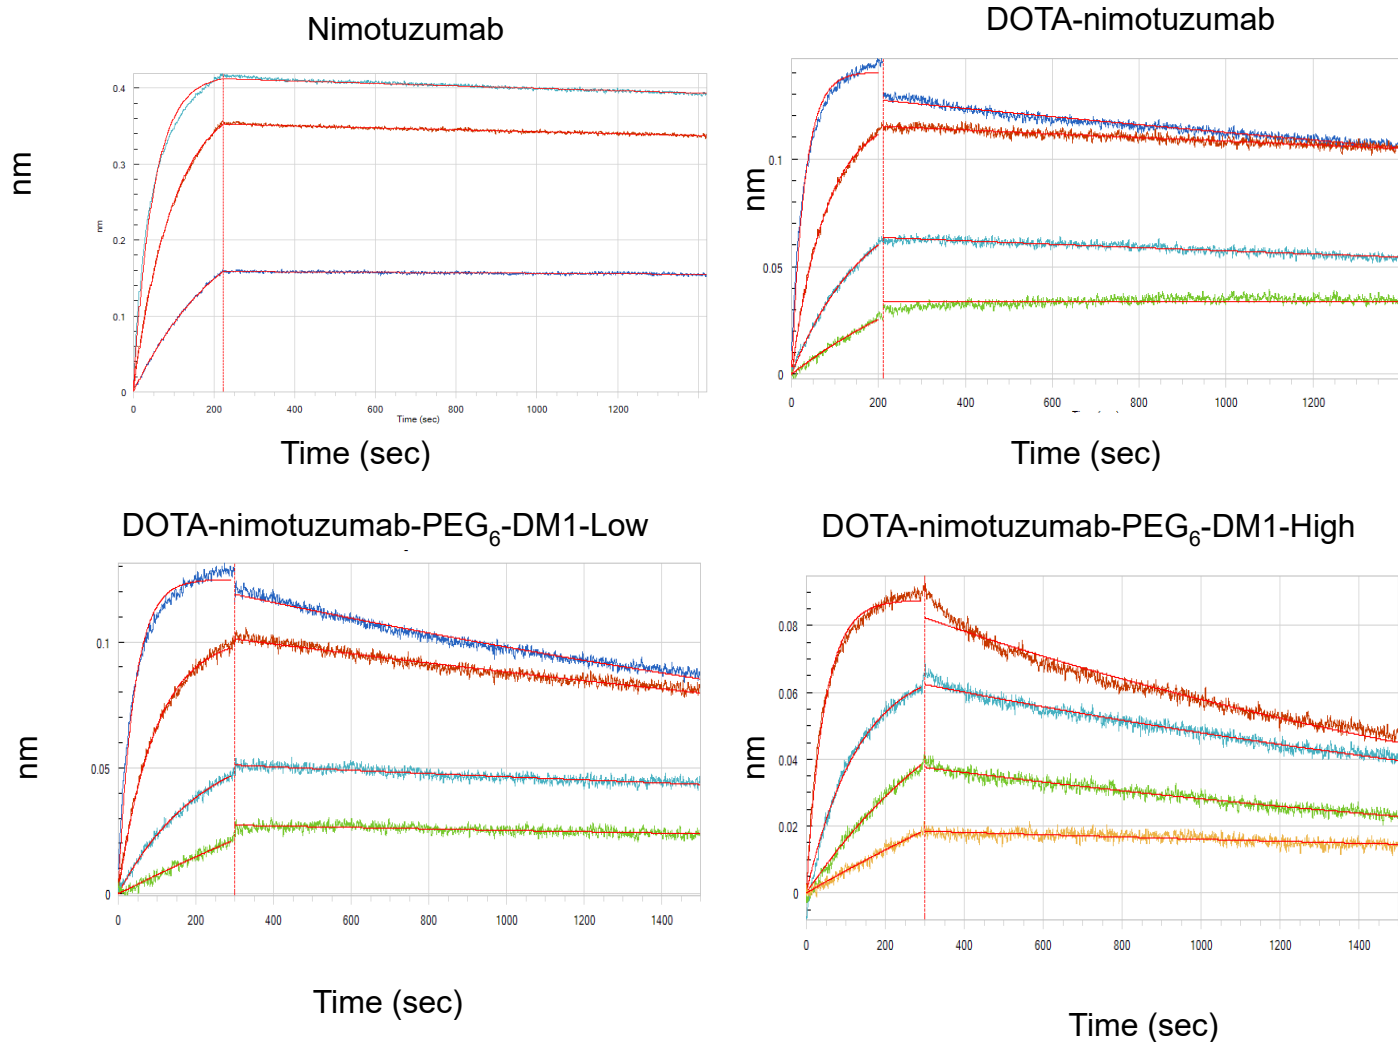 Nimotuzumab
0.4
0.3
0.2
0.1
0
nm
nm
0 200 400 600 800 1000 1200
Time (sec)
Time (sec)
DOTA-nimotuzumab
0.1
0.05
0
nm
0 200 400 600 800 1000 1200
Time (sec)
DOTA-nimotuzumab-PEG₆-DM1-Low
0.1
0.05
0
nm
0 200 400 600 800 1000 1200 1400
Time (sec)
DOTA-nimotuzumab-PEG₆-DM1-High
0.08
0.06
0.04
0.02
0
nm
0 200 400 600 800 1000 1200 1400
Time (sec)